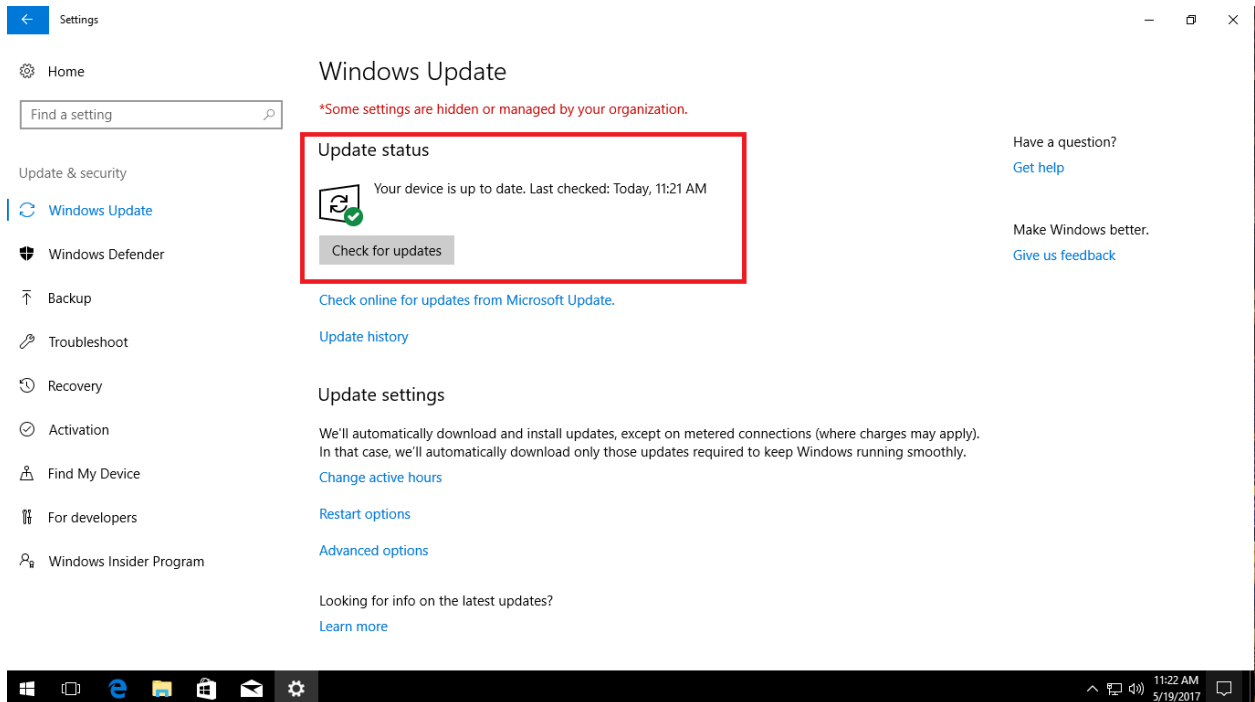 Settings
Home
Find a setting
Update & security
Windows Update
Windows Defender
Backup
Troubleshoot
Recovery
Activation
Find My Device
For developers
Windows Insider Program
Windows Update
*Some settings are hidden or managed by your organization.
Update status
Your device is up to date. Last checked: Today, 11:21 AM
Check for updates
Check online for updates from Microsoft Update.
Update history
Update settings
We'll automatically download and install updates, except on metered connections (where charges may apply).
In that case, we'll automatically download only those updates required to keep Windows running smoothly.
Change active hours
Restart options
Advanced options
Looking for info on the latest updates?
Learn more
Have a question?
Get help
Make Windows better.
Give us feedback
11:22 AM
5/19/2017